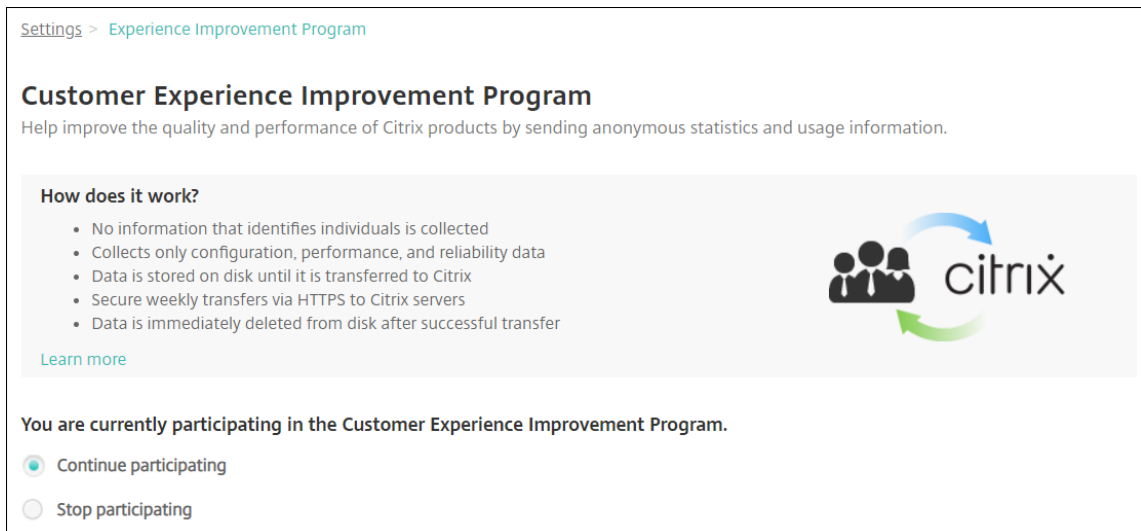 Settings > Experience Improvement Program
Customer Experience Improvement Program
Help improve the quality and performance of Citrix products by sending anonymous statistics and usage information.
How does it work?
• No information that identifies individuals is collected
• Collects only configuration, performance, and reliability data
• Data is stored on disk until it is transferred to Citrix
• Secure weekly transfers via HTTPS to Citrix servers
• Data is immediately deleted from disk after successful transfer
citrix
Learn more
You are currently participating in the Customer Experience Improvement Program.
Continue participating
Stop participating